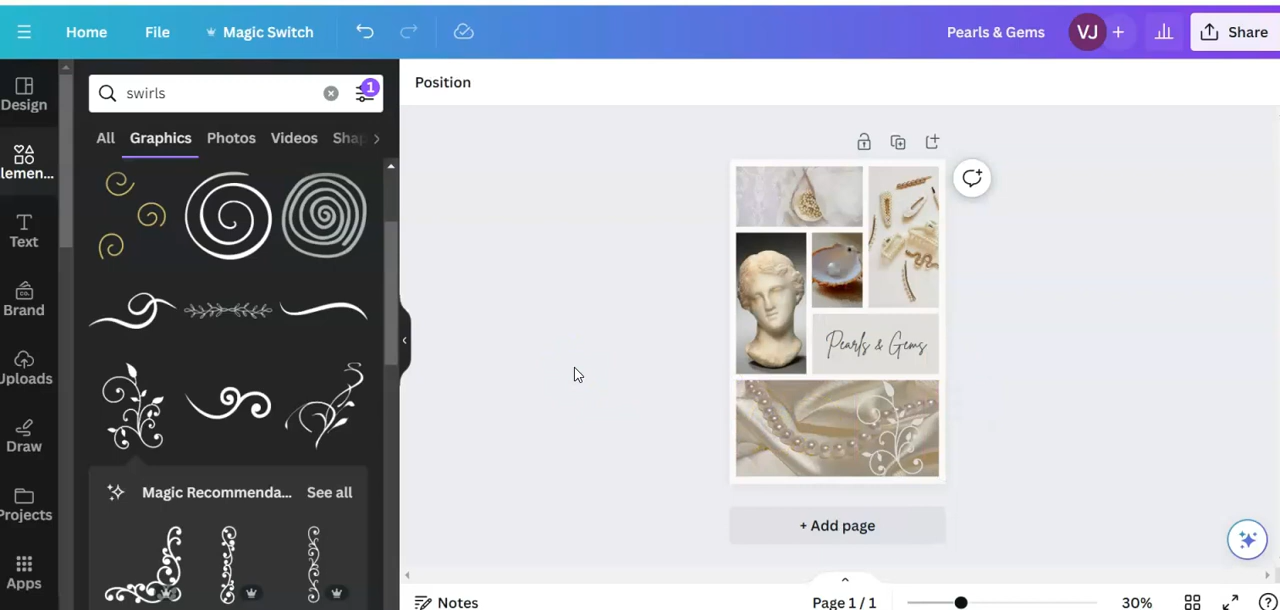 Home File Magic Switch Pearls & Gems VJ + Share
Position
swirls 1
Design
All Graphics Photos Videos Shap
lemen...
Text
Brand
Uploads
Draw
Projects
Apps
Pearls & Gems
Magic Recommenda... See all
+ Add page
Notes Page 1 / 1 30%